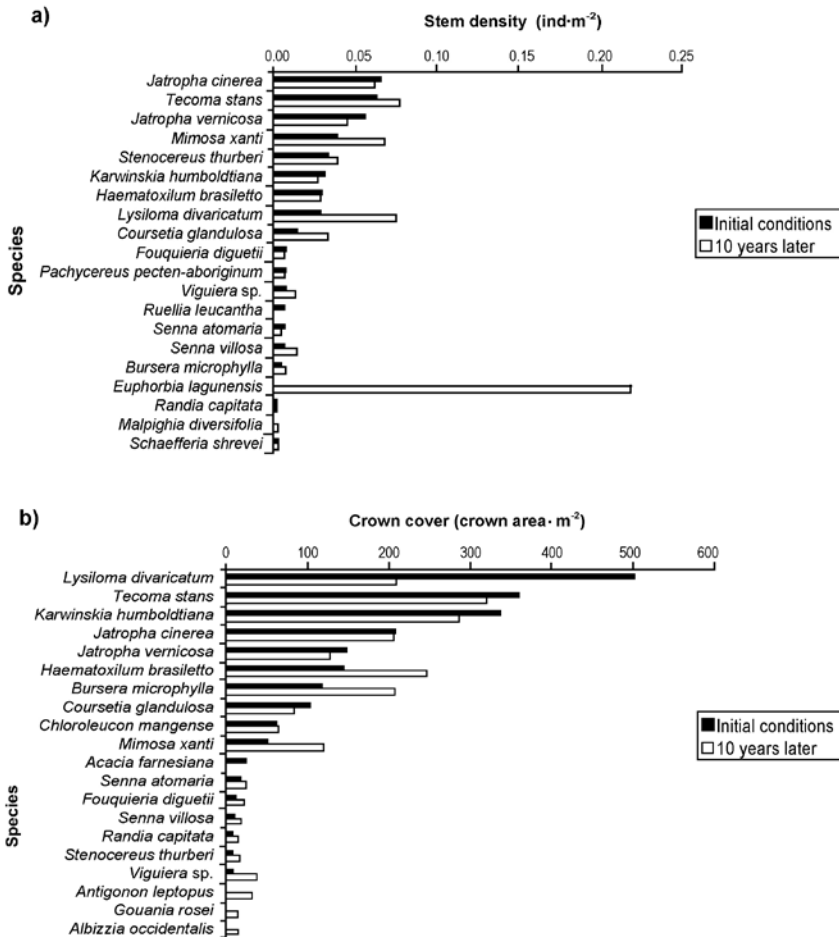 a)
Stem density (ind·m⁻²)
0.00 0.05 0.10 0.15 0.20 0.25
Jatropha cinerea
Tecoma stans
Jatropha vernicosa
Mimosa xanti
Stenocereus thurberi
Karwinskia humboldtiana
Haematoxilum brasiletto
Lysiloma divaricatum
Coursetia glandulosa
Fouquieria diguetii
Pachycereus pecten-aboriginum
Viguiera sp.
Ruellia leucantha
Senna atomaria
Senna villosa
Bursera microphylla
Euphorbia lagunensis
Randia capitata
Malpighia diversifolia
Schaefferia shrevei
Species
Initial conditions
10 years later
b)
Crown cover (crown area· m⁻²)
0 100 200 300 400 500 600
Lysiloma divaricatum
Tecoma stans
Karwinskia humboldtiana
Jatropha cinerea
Jatropha vernicosa
Haematoxilum brasiletto
Bursera microphylla
Coursetia glandulosa
Chloroleucon mangense
Mimosa xanti
Acacia farnesiana
Senna atomaria
Fouquieria diguetii
Senna villosa
Randia capitata
Stenocereus thurberi
Viguiera sp.
Antigonon leptopus
Gouania rosei
Albizzia occidentalis
Species
Initial conditions
10 years later